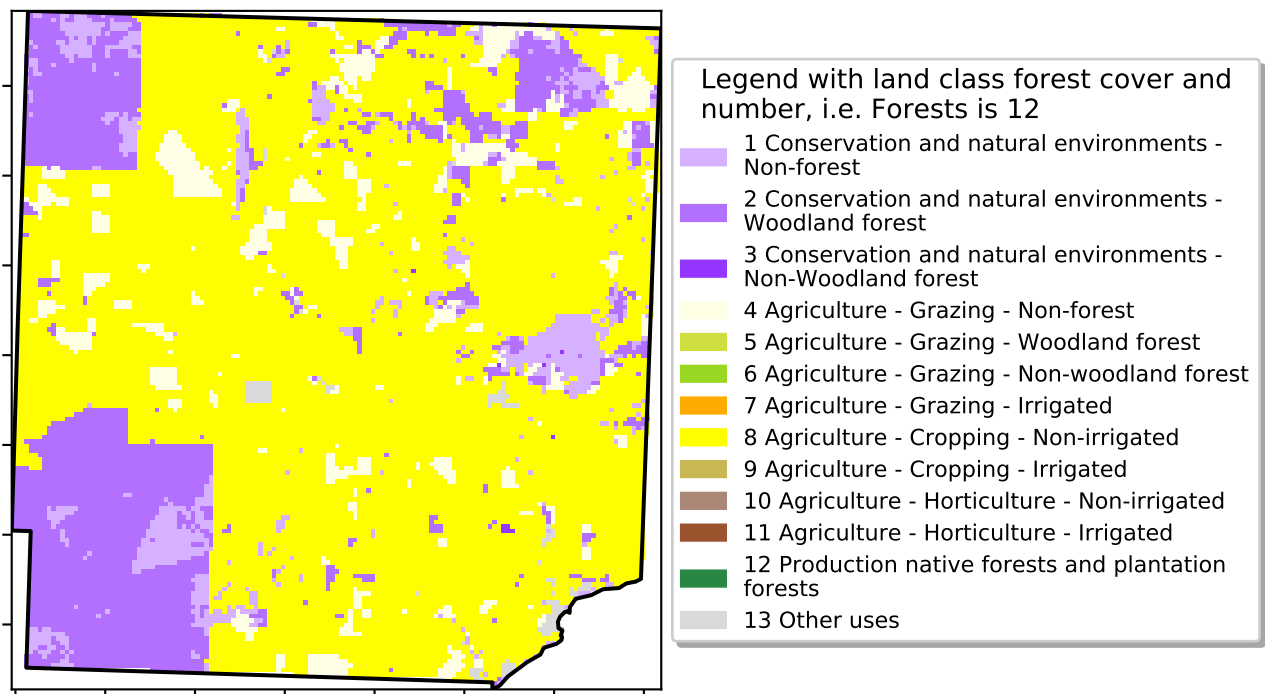 Legend with land class forest cover and
number, i.e. Forests is 12
1 Conservation and natural environments -
Non-forest
2 Conservation and natural environments -
Woodland forest
3 Conservation and natural environments -
Non-Woodland forest
4 Agriculture - Grazing - Non-forest
5 Agriculture - Grazing - Woodland forest
6 Agriculture - Grazing - Non-woodland forest
7 Agriculture - Grazing - Irrigated
8 Agriculture - Cropping - Non-irrigated
9 Agriculture - Cropping - Irrigated
10 Agriculture - Horticulture - Non-irrigated
11 Agriculture - Horticulture - Irrigated
12 Production native forests and plantation
forests
13 Other uses